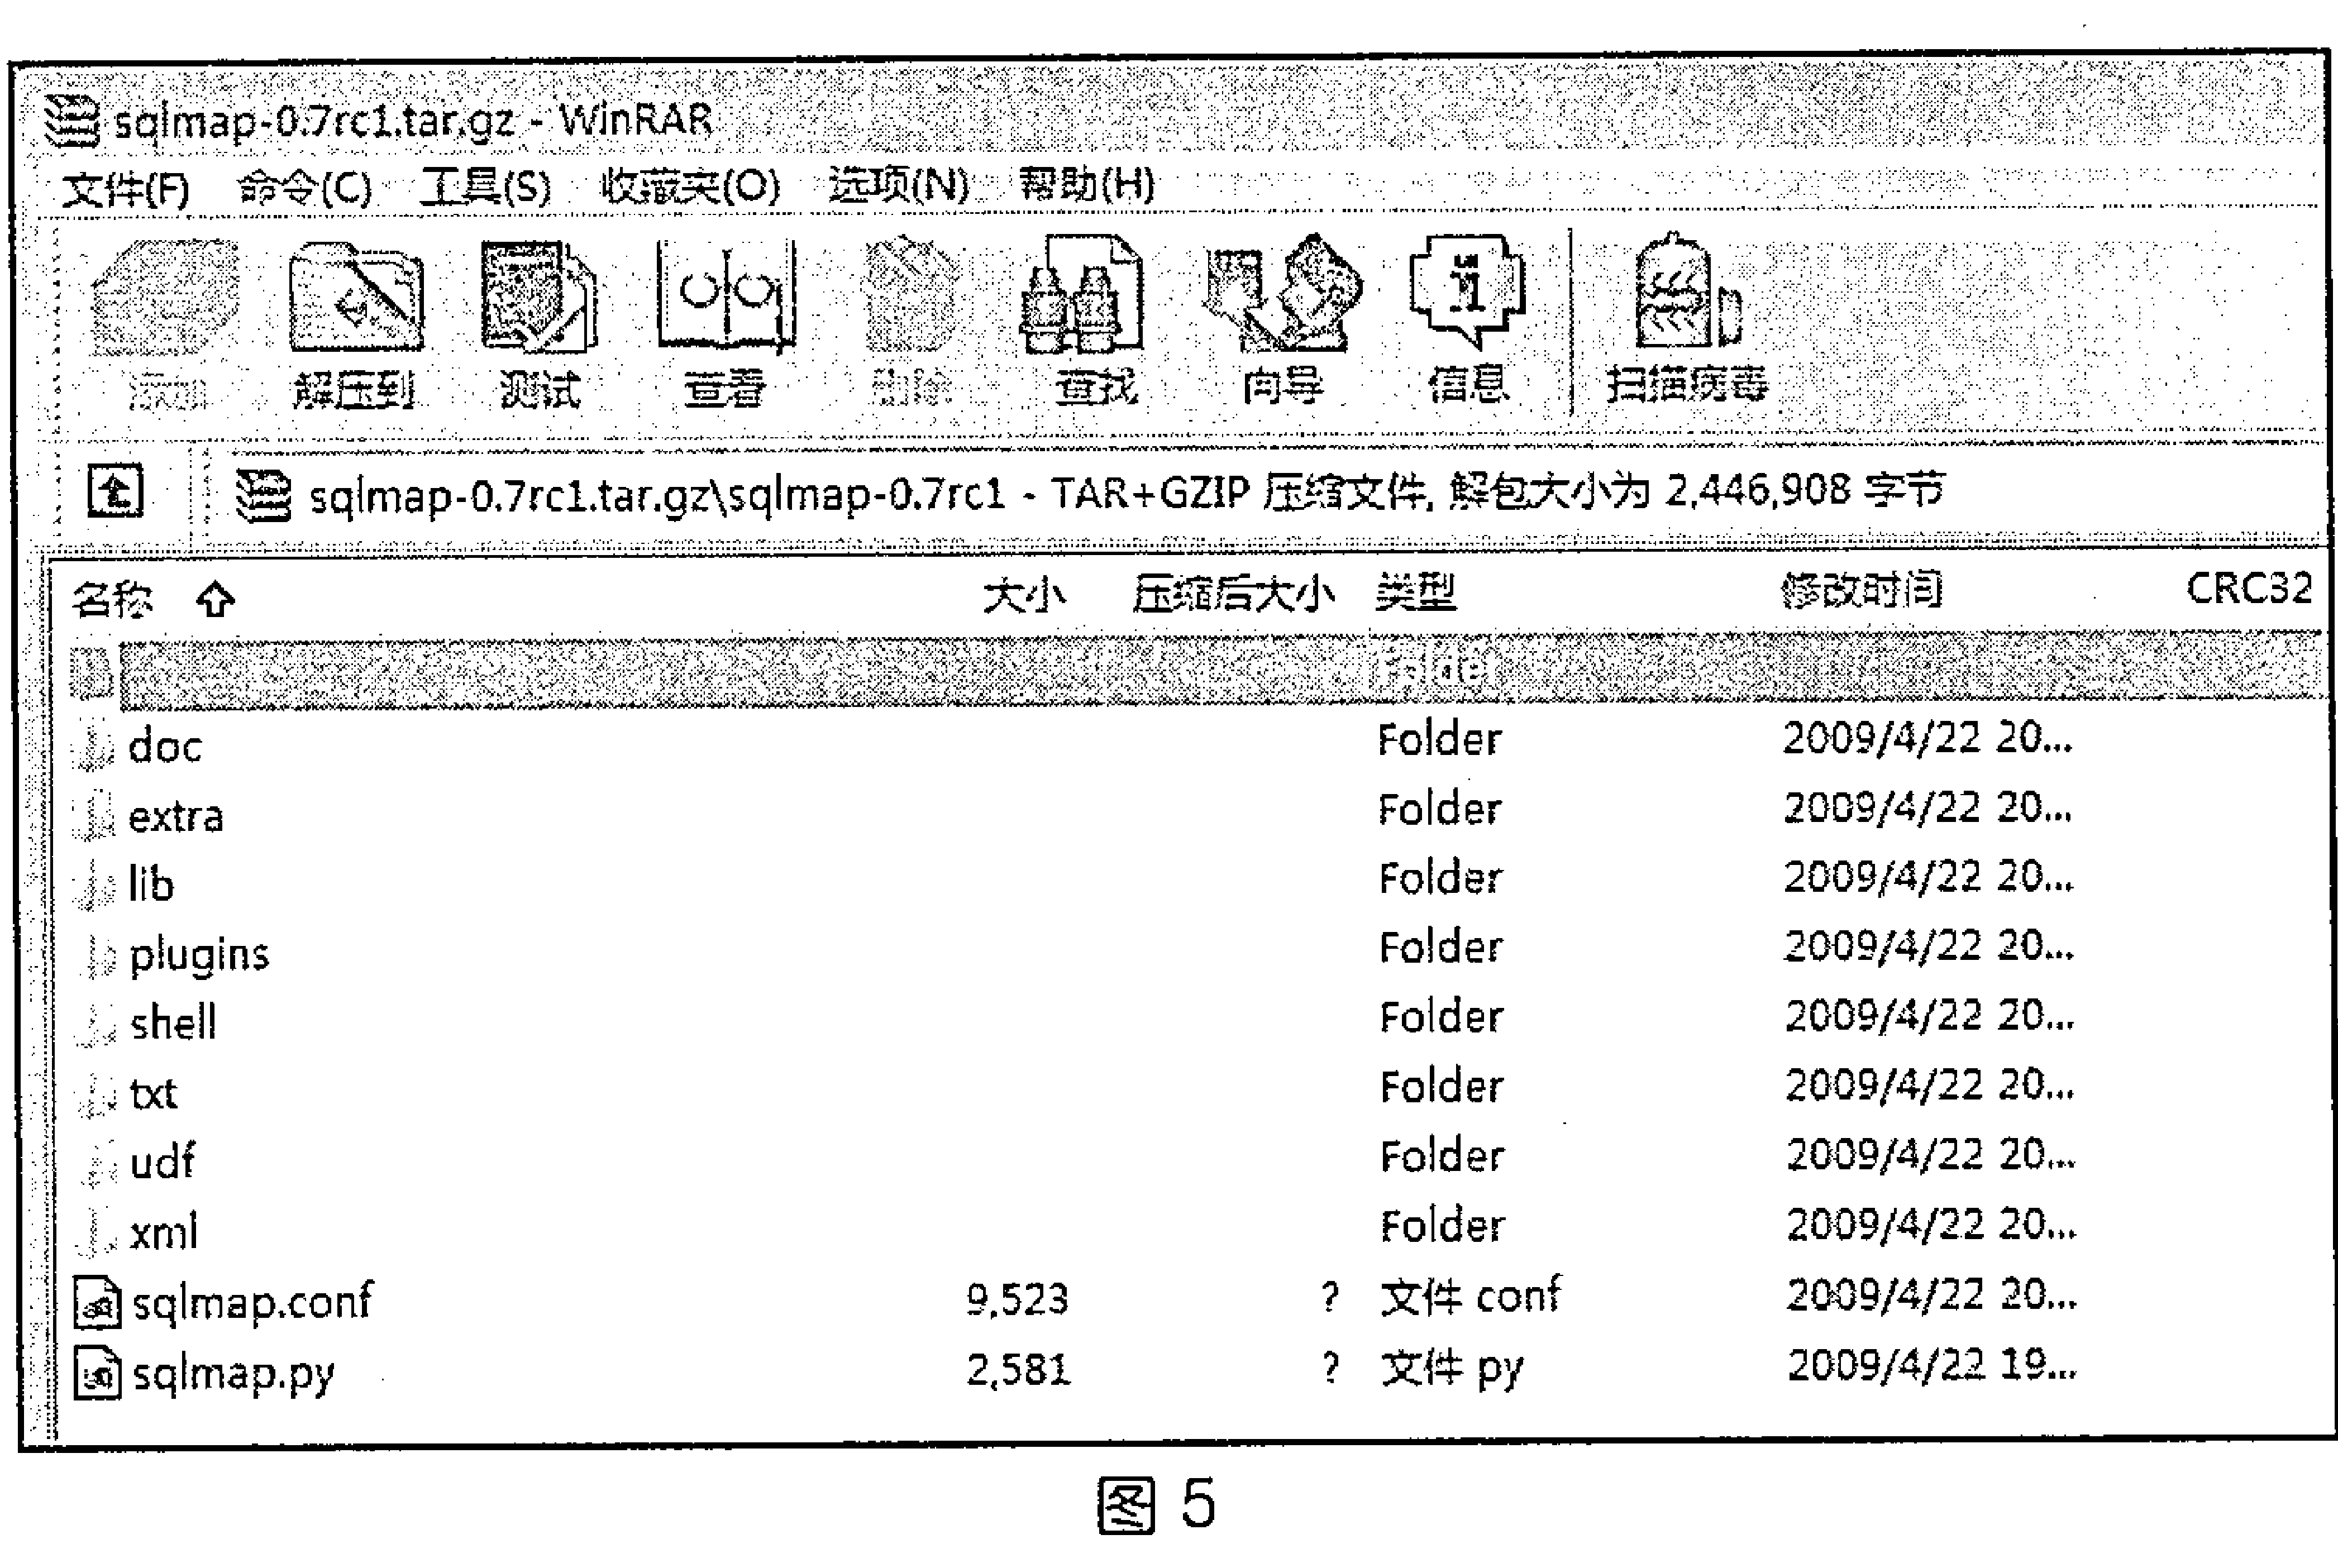 sqlmap-0.7rc1.tar.gz - WinRAR
文件(F) 命令(C) 工具(S) 收藏夹(O) 选项(N) 帮助(H)
添加 解压到 测试 查看 删除 查找 向导 信息 扫描病毒
sqlmap-0.7rc1.tar.gz\sqlmap-0.7rc1 - TAR+GZIP 压缩文件, 解包大小为 2,446,908 字节
名称 大小 压缩后大小 类型 修改时间 CRC32
Folder
doc Folder 2009/4/22 20...
extra Folder 2009/4/22 20...
lib Folder 2009/4/22 20...
plugins Folder 2009/4/22 20...
shell Folder 2009/4/22 20...
txt Folder 2009/4/22 20...
udf Folder 2009/4/22 20...
xml Folder 2009/4/22 20...
sqlmap.conf 9,523 ? 文件 conf 2009/4/22 20...
sqlmap.py 2,581 ? 文件 py 2009/4/22 19...
图 5